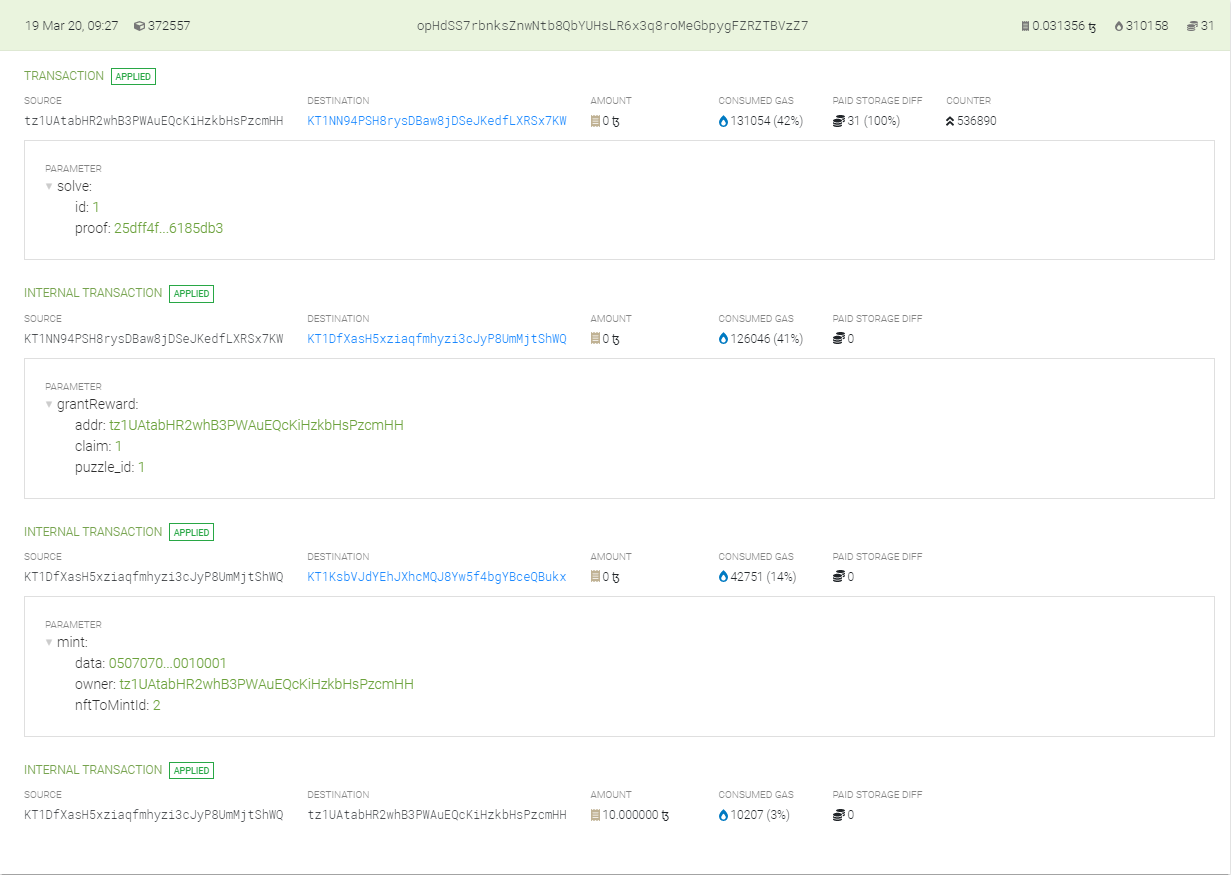 19 Mar 20, 09:27 372557 opHdSS7rbnksZnwNtb8QbYUHsLR6x3q8roMeGbpygFZRZTBVzZ7 0.031356 ꜩ 310158 31
TRANSACTION APPLIED
SOURCE DESTINATION AMOUNT CONSUMED GAS PAID STORAGE DIFF COUNTER
tz1UAtabHR2whB3PWAuEQcKiHzkbHsPzcmHH KT1NN94PSH8rysDBaw8jDSeJKedfLXRSx7KW 0 ꜩ 131054 (42%) 31 (100%) 536890
PARAMETER
solve:
id: 1
proof: 25dff4f...6185db3
INTERNAL TRANSACTION APPLIED
SOURCE DESTINATION AMOUNT CONSUMED GAS PAID STORAGE DIFF
KT1NN94PSH8rysDBaw8jDSeJKedfLXRSx7KW KT1DfXasH5xziaqfmhyzi3cJyP8UmMjtShWQ 0 ꜩ 126046 (41%) 0
PARAMETER
grantReward:
addr: tz1UAtabHR2whB3PWAuEQcKiHzkbHsPzcmHH
claim: 1
puzzle_id: 1
INTERNAL TRANSACTION APPLIED
SOURCE DESTINATION AMOUNT CONSUMED GAS PAID STORAGE DIFF
KT1DfXasH5xziaqfmhyzi3cJyP8UmMjtShWQ KT1KsbVJdYEhJXhcMQJ8Yw5f4bgYBceQBukx 0 ꜩ 42751 (14%) 0
PARAMETER
mint:
data: 0507070...0010001
owner: tz1UAtabHR2whB3PWAuEQcKiHzkbHsPzcmHH
nftToMintId: 2
INTERNAL TRANSACTION APPLIED
SOURCE DESTINATION AMOUNT CONSUMED GAS PAID STORAGE DIFF
KT1DfXasH5xziaqfmhyzi3cJyP8UmMjtShWQ tz1UAtabHR2whB3PWAuEQcKiHzkbHsPzcmHH 10.000000 ꜩ 10207 (3%) 0